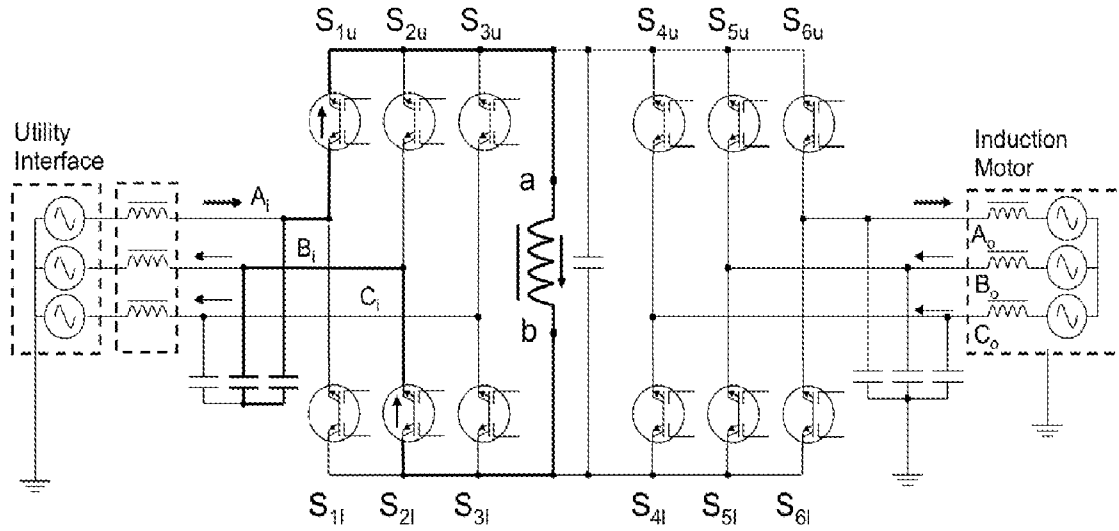 S1u S2u S3u S4u S5u S6u
Utility
Interface
Induction
Motor
a
Ai
Ao
Bi
Bo
Ci
b
Co
S1l S2l S3l S4l S5l S6l